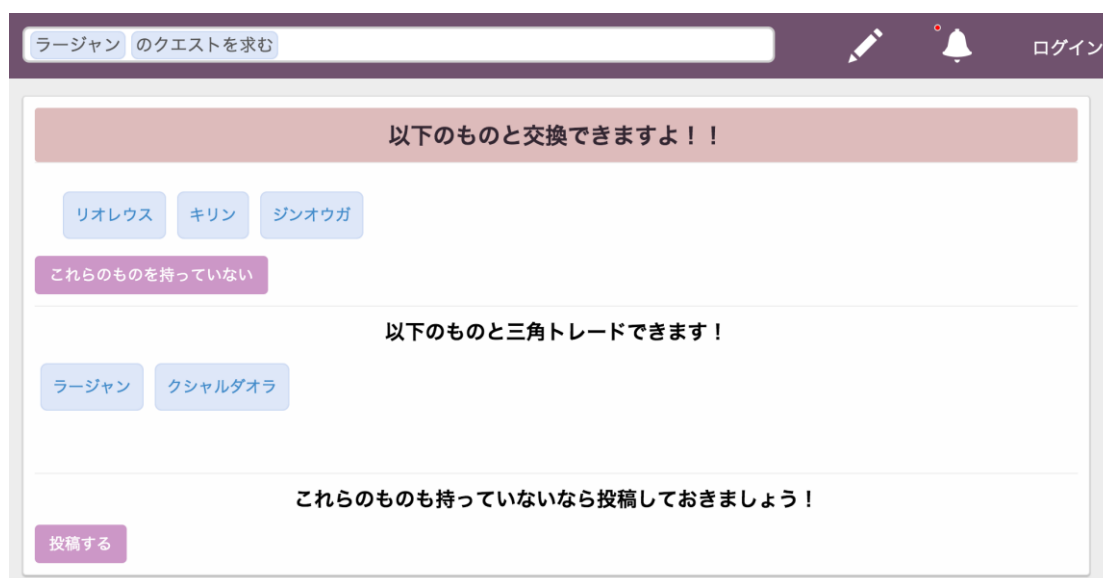 ラージャン のクエストを求む
ログイン
以下のものと交換できますよ！！
リオレウス キリン ジンオウガ
これらのものを持っていない
以下のものと三角トレードできます！
ラージャン クシャルダオラ
これらのものも持っていないなら投稿しておきましょう！
投稿する